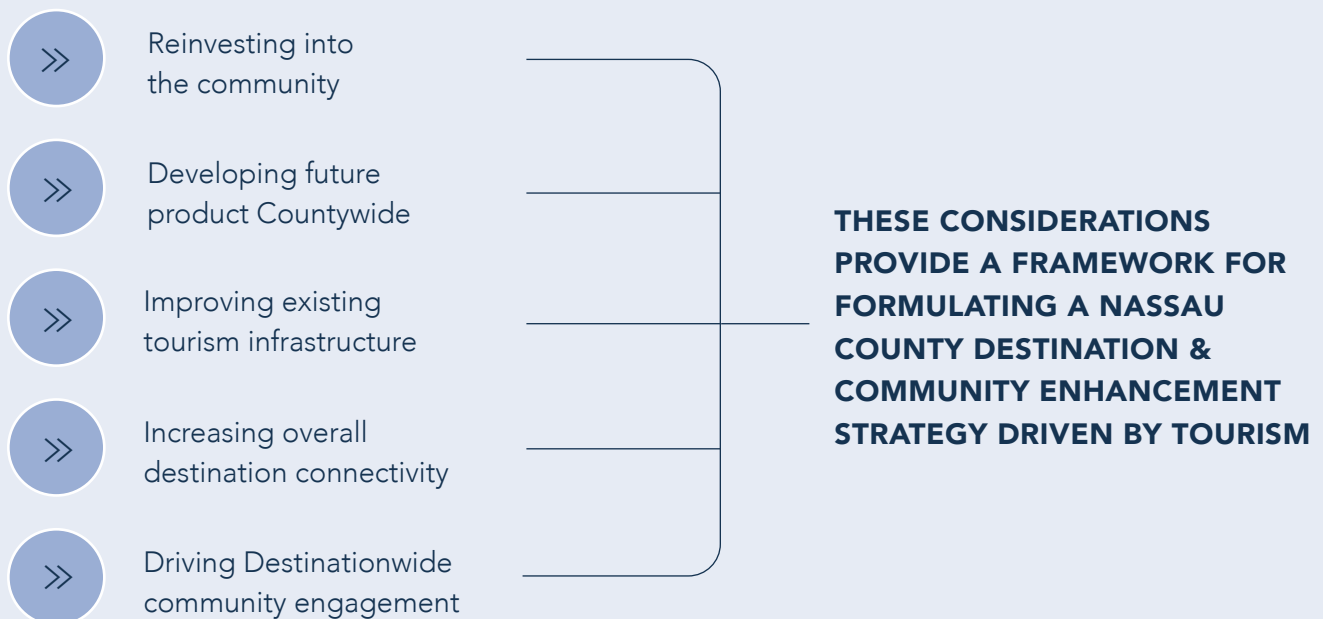 Reinvesting into
the community
Developing future
product Countywide
Improving existing
tourism infrastructure
Increasing overall
destination connectivity
Driving Destinationwide
community engagement
THESE CONSIDERATIONS
PROVIDE A FRAMEWORK FOR
FORMULATING A NASSAU
COUNTY DESTINATION &
COMMUNITY ENHANCEMENT
STRATEGY DRIVEN BY TOURISM